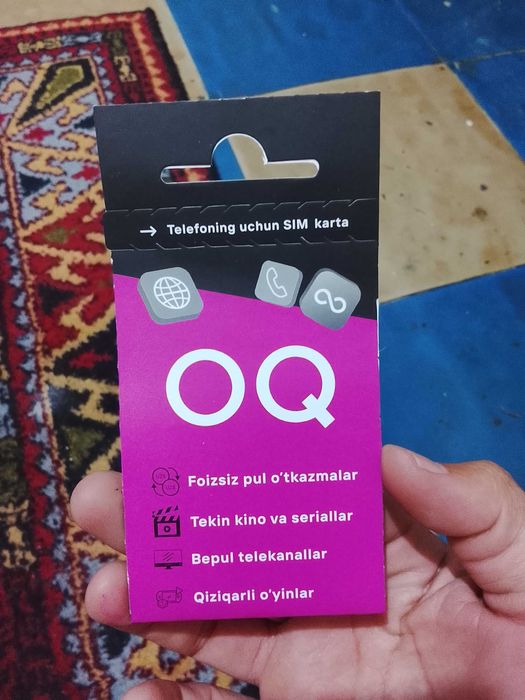 → Telefoning uchun SIM karta
OQ
Foizsiz pul o'tkazmalar
Tekin kino va seriallar
Bepul telekanallar
Qiziqarli o'yinlar